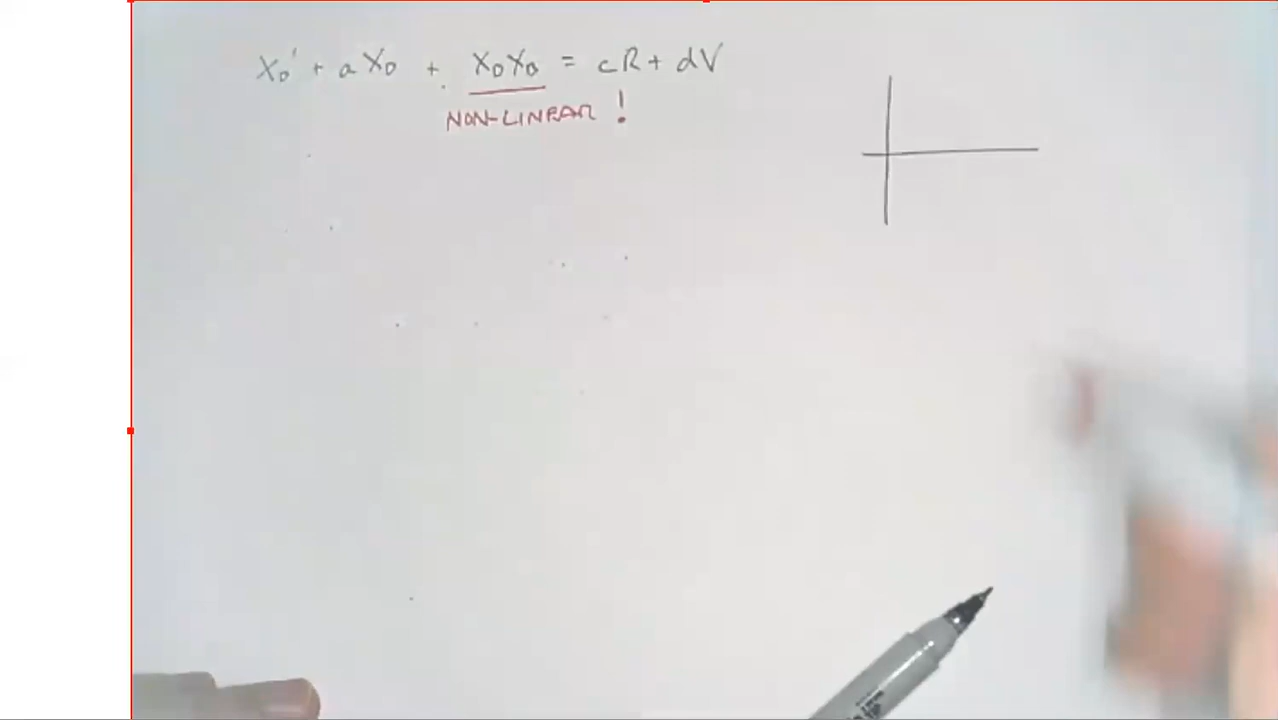 X₀' + aX₀ + X₀X₀ = cR + dV
NON-LINEAR !